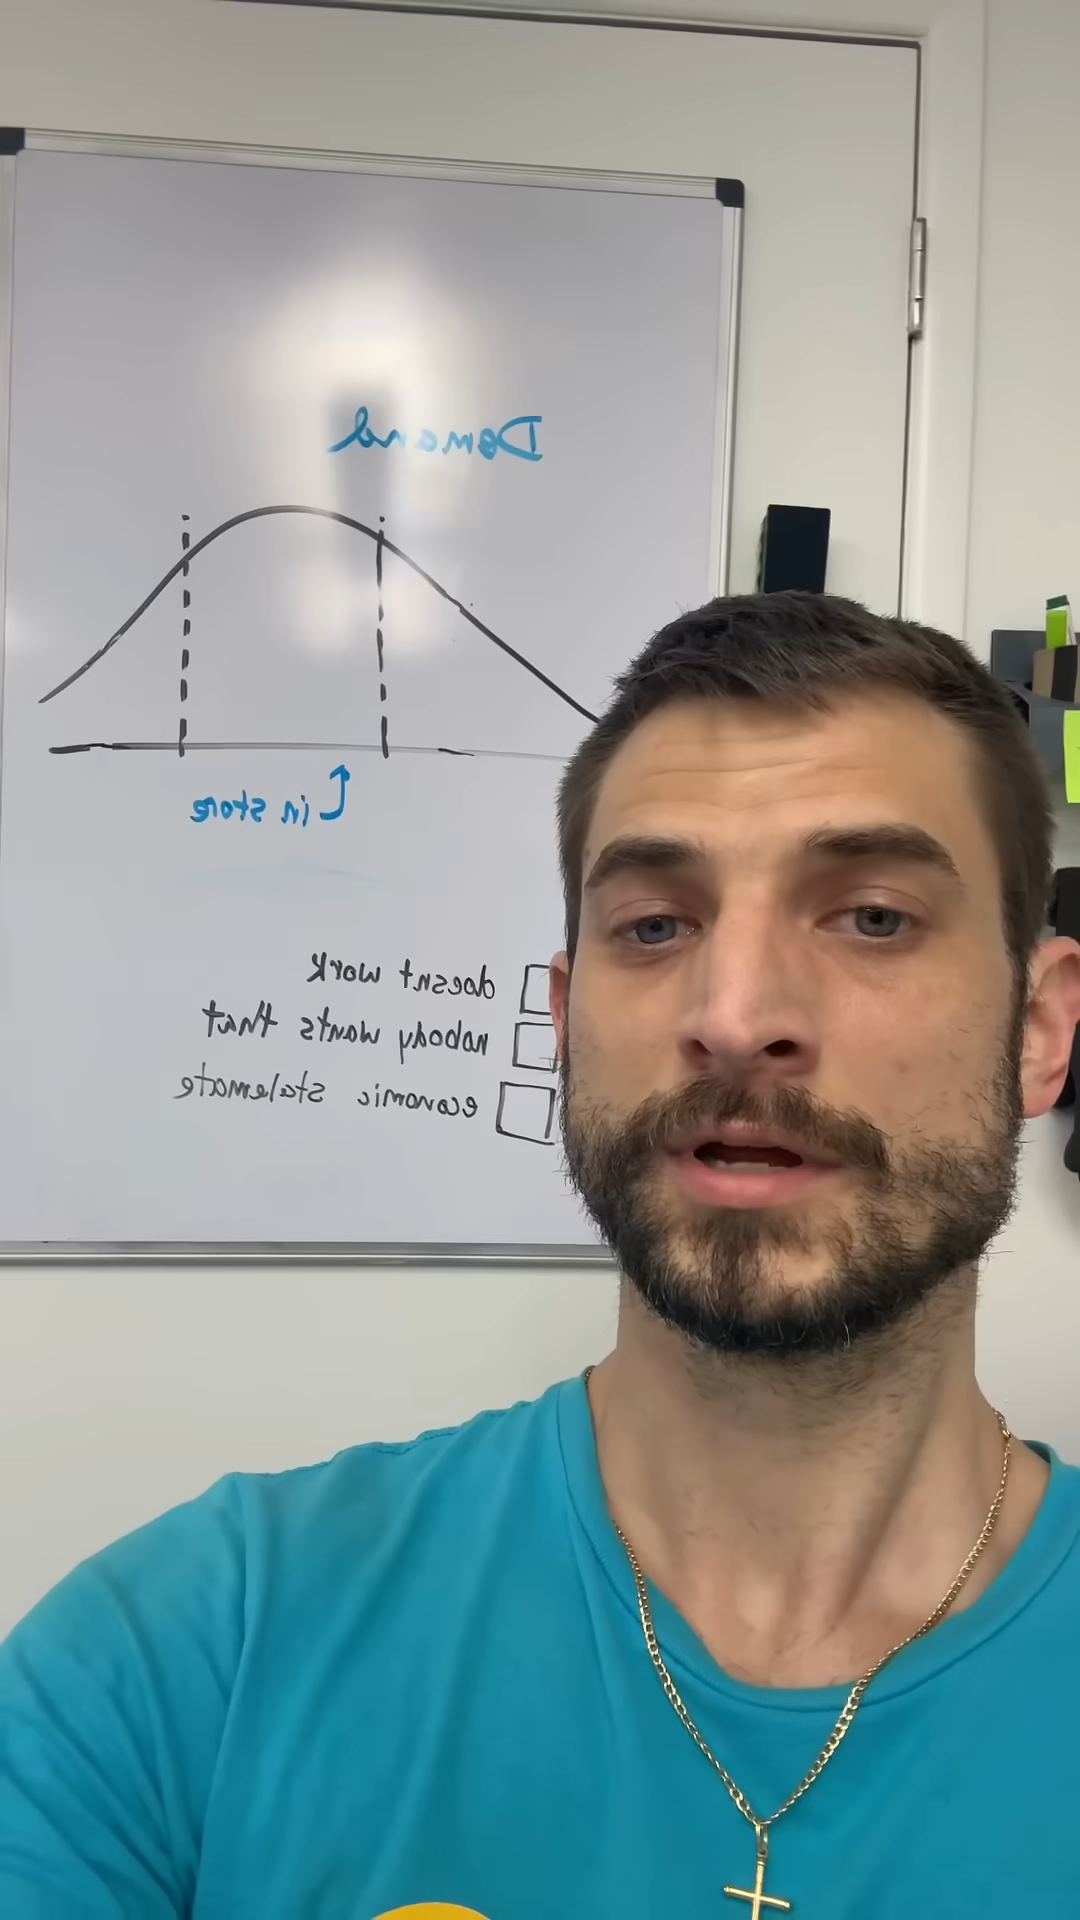 Demand
in store
doesnt work
nobody wants that
economic stalemate